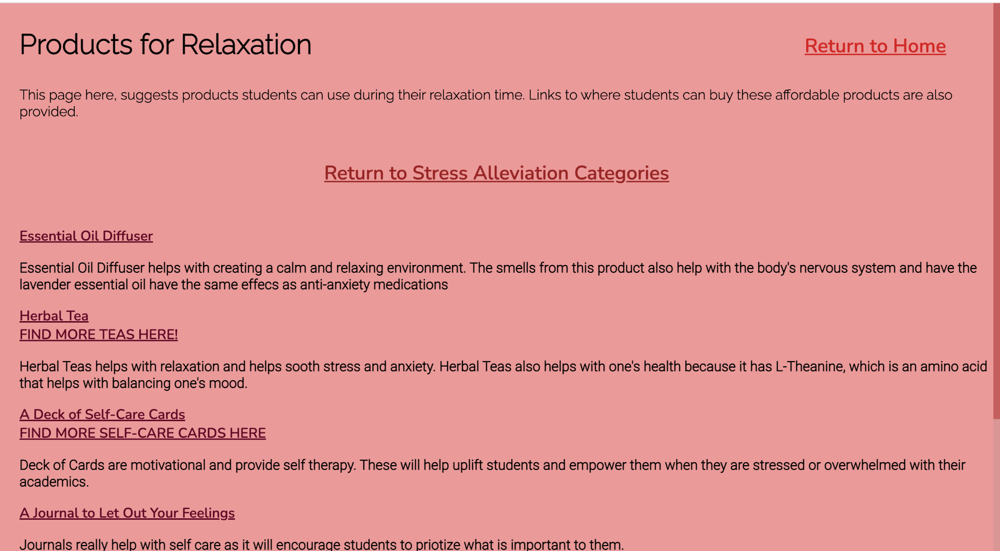 Products for Relaxation
Return to Home
This page here, suggests products students can use during their relaxation time. Links to where students can buy these affordable products are also
provided.
Return to Stress Alleviation Categories
Essential Oil Diffuser
Essential Oil Diffuser helps with creating a calm and relaxing environment. The smells from this product also help with the body's nervous system and have the
lavender essential oil have the same effecs as anti-anxiety medications
Herbal Tea
FIND MORE TEAS HERE!
Herbal Teas helps with relaxation and helps sooth stress and anxiety. Herbal Teas also helps with one's health because it has L-Theanine, which is an amino acid
that helps with balancing one's mood.
A Deck of Self-Care Cards
FIND MORE SELF-CARE CARDS HERE
Deck of Cards are motivational and provide self therapy. These will help uplift students and empower them when they are stressed or overwhelmed with their
academics.
A Journal to Let Out Your Feelings
Journals really help with self care as it will encourage students to priotize what is important to them.